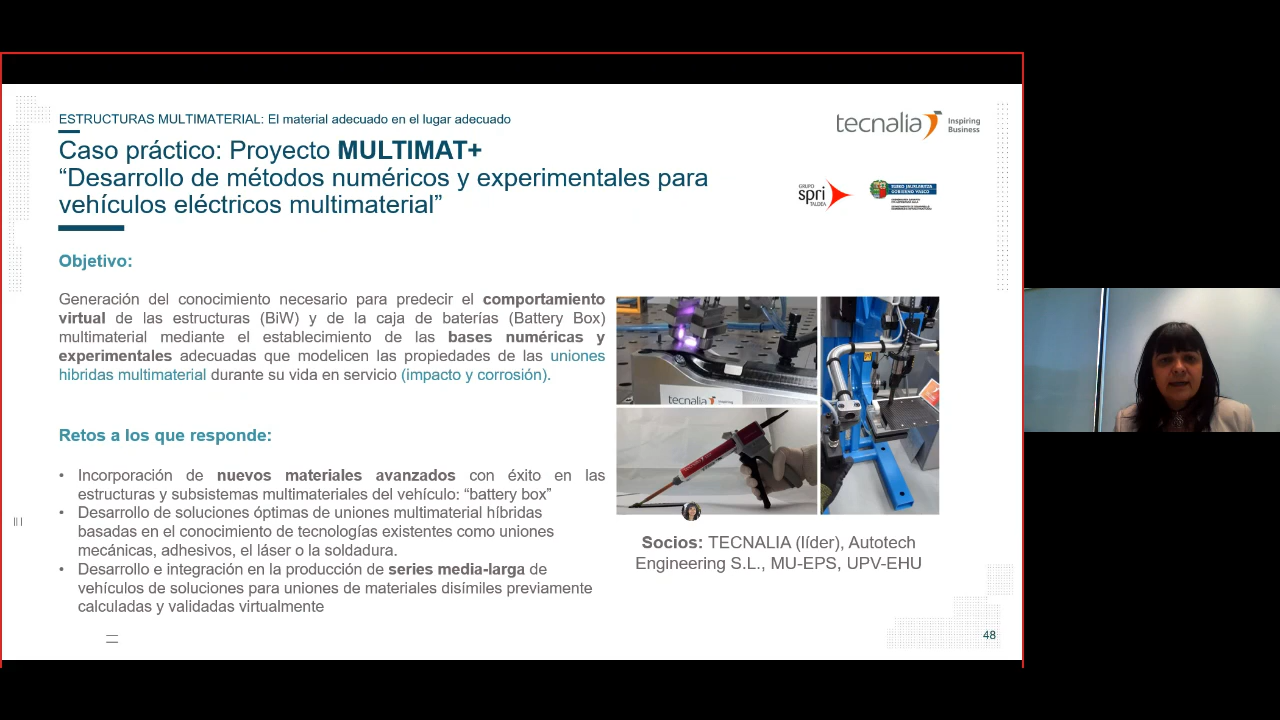 ESTRUCTURAS MULTIMATERIAL: El material adecuado en el lugar adecuado
tecnalia Inspiring
Business
Caso práctico: Proyecto MULTIMAT+
“Desarrollo de métodos numéricos y experimentales para
vehículos eléctricos multimaterial”
GRUPO
spri
TALDEA
EUSKO JAURLARITZA
GOBIERNO VASCO
Objetivo:
Generación del conocimiento necesario para predecir el comportamiento
virtual de las estructuras (BiW) y de la caja de baterías (Battery Box)
multimaterial mediante el establecimiento de las bases numéricas y
experimentales adecuadas que modelicen las propiedades de las uniones
hibridas multimaterial durante su vida en servicio (impacto y corrosión).
tecnalia
Retos a los que responde:
• Incorporación de nuevos materiales avanzados con éxito en las
estructuras y subsistemas multimateriales del vehículo: “battery box”
• Desarrollo de soluciones óptimas de uniones multimaterial híbridas
basadas en el conocimiento de tecnologías existentes como uniones
mecánicas, adhesivos, el láser o la soldadura.
• Desarrollo e integración en la producción de series media-larga de
vehículos de soluciones para uniones de materiales disímiles previamente
calculadas y validadas virtualmente
Socios: TECNALIA (líder), Autotech
Engineering S.L., MU-EPS, UPV-EHU
48